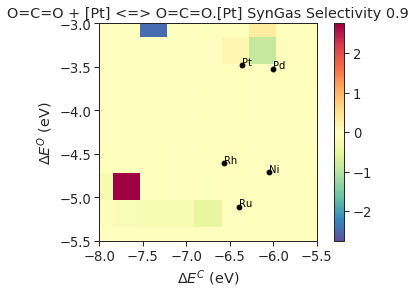 O=C=O + [Pt] <=> O=C=O.[Pt] SynGas Selectivity 0.9
−3.0
−3.5
−4.0
−4.5
−5.0
−5.5
ΔE^O (eV)
Pt
Pd
Rh
Ni
Ru
−8.0 −7.5 −7.0 −6.5 −6.0 −5.5
ΔE^C (eV)
2
1
0
−1
−2